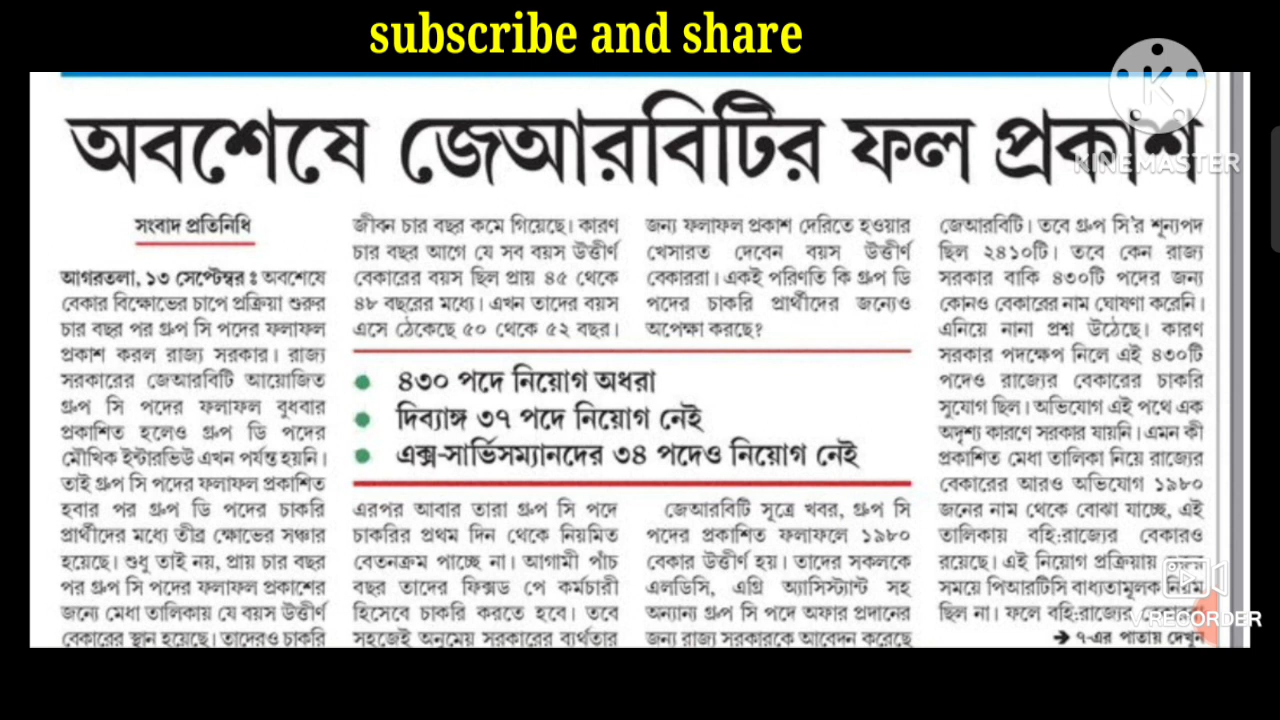 subscribe and share
KINEMASTER
অবশেষে জেআরবিটির ফল প্রকাশ
সংবাদ প্রতিনিধি
আগরতলা, ১৩ সেপ্টেম্বর ঃ অবশেষে
বেকার বিক্ষোভের চাপে প্রক্রিয়া শুরুর
চার বছর পর গ্রুপ সি পদের ফলাফল
প্রকাশ করল রাজ্য সরকার। রাজ্য
সরকারের জেআরবিটি আয়োজিত
গ্রুপ সি পদের ফলাফল বুধবার
প্রকাশিত হলেও গ্রুপ ডি পদের
মৌখিক ইন্টারভিউ এখন পর্যন্ত হয়নি।
তাই গ্রুপ সি পদের ফলাফল প্রকাশিত
হবার পর গ্রুপ ডি পদের চাকরি
প্রার্থীদের মধ্যে তীব্র ক্ষোভের সঞ্চার
হয়েছে। শুধু তাই নয়, প্রায় চার বছর
পর গ্রুপ সি পদের ফলাফল প্রকাশের
জন্যে মেধা তালিকায় যে বয়স উত্তীর্ণ
বেকারের স্থান হয়েছে। তাদেরও চাকরি
জীবন চার বছর কমে গিয়েছে। কারণ
চার বছর আগে যে সব বয়স উত্তীর্ণ
বেকারের বয়স ছিল প্রায় ৪৫ থেকে
৪৮ বছরের মধ্যে। এখন তাদের বয়স
এসে ঠেকেছে ৫০ থেকে ৫২ বছর।
জন্য ফলাফল প্রকাশ দেরিতে হওয়ার
খেসারত দেবেন বয়স উত্তীর্ণ
বেকাররা। একই পরিণতি কি গ্রুপ ডি
পদের চাকরি প্রার্থীদের জন্যেও
অপেক্ষা করছে?
৪৩০ পদে নিয়োগ অধরা
দিব্যাঙ্গ ৩৭ পদে নিয়োগ নেই
এক্স-সার্ভিসম্যানদের ৩৪ পদেও নিয়োগ নেই
এরপর আবার তারা গ্রুপ সি পদে
চাকরির প্রথম দিন থেকে নিয়মিত
বেতনক্রম পাচ্ছে না। আগামী পাঁচ
বছর তাদের ফিক্সড পে কর্মচারী
হিসেবে চাকরি করতে হবে। তবে
সহজেই অনুমেয় সরকারের ব্যর্থতার
জেআরবিটি সূত্রে খবর, গ্রুপ সি
পদের প্রকাশিত ফলাফলে ১৯৮০
বেকার উত্তীর্ণ হয়। তাদের সকলকে
এলডিসি, এগ্রি অ্যাসিস্ট্যান্ট সহ
অন্যান্য গ্রুপ সি পদে অফার প্রদানের
জন্য রাজ্য সরকারকে আবেদন করেছে
জেআরবিটি। তবে গ্রুপ সি'র শূন্যপদ
ছিল ২৪১০টি। তবে কেন রাজ্য
সরকার বাকি ৪৩০টি পদের জন্য
কোনও বেকারের নাম ঘোষণা করেনি।
এনিয়ে নানা প্রশ্ন উঠেছে। কারণ
সরকার পদক্ষেপ নিলে এই ৪৩০টি
পদেও রাজ্যের বেকারের চাকরি
সুযোগ ছিল। অভিযোগ এই পথে এক
অদৃশ্য কারণে সরকার যায়নি। এমন কী
প্রকাশিত মেধা তালিকা নিয়ে রাজ্যের
বেকারের আরও অভিযোগ ১৯৮০
জনের নাম থেকে বোঝা যাচ্ছে, এই
তালিকায় বহি:রাজ্যের বেকারও
রয়েছে। এই নিয়োগ প্রক্রিয়ায়
সময়ে পিআরটিসি বাধ্যতামূলক
ছিল না। ফলে বহি:রাজ্যের
V RECORDER
➔ ৭-এর পাতায় দেখুন